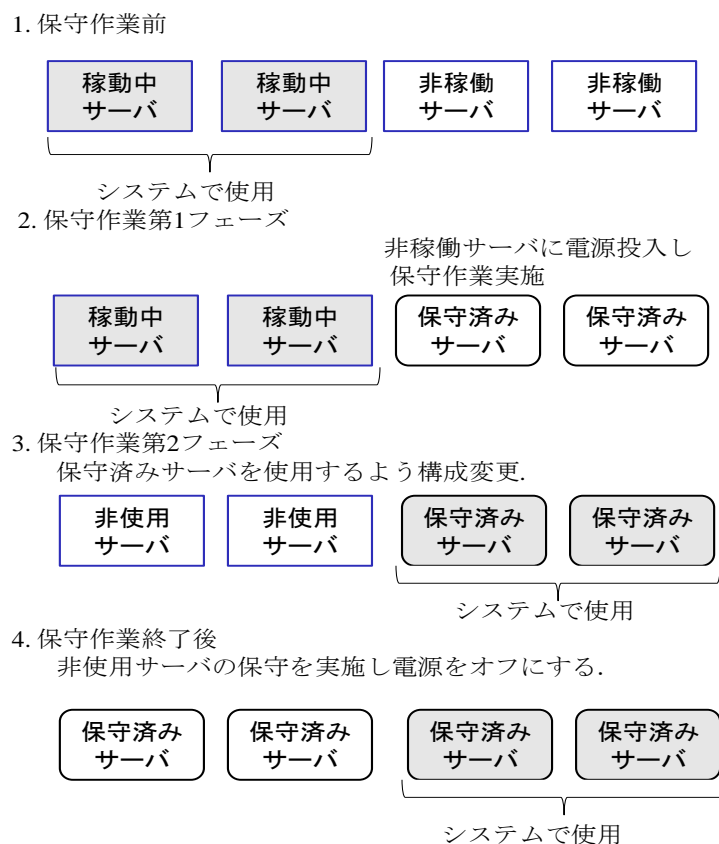 1. 保守作業前
稼動中 稼動中 非稼働 非稼働
サーバ サーバ サーバ サーバ
システムで使用
2. 保守作業第1フェーズ
非稼働サーバに電源投入し
保守作業実施
稼動中 稼動中 保守済み 保守済み
サーバ サーバ サーバ サーバ
システムで使用
3. 保守作業第2フェーズ
保守済みサーバを使用するよう構成変更.
非使用 非使用 保守済み 保守済み
サーバ サーバ サーバ サーバ
システムで使用
4. 保守作業終了後
非使用サーバの保守を実施し電源をオフにする.
保守済み 保守済み 保守済み 保守済み
サーバ サーバ サーバ サーバ
システムで使用